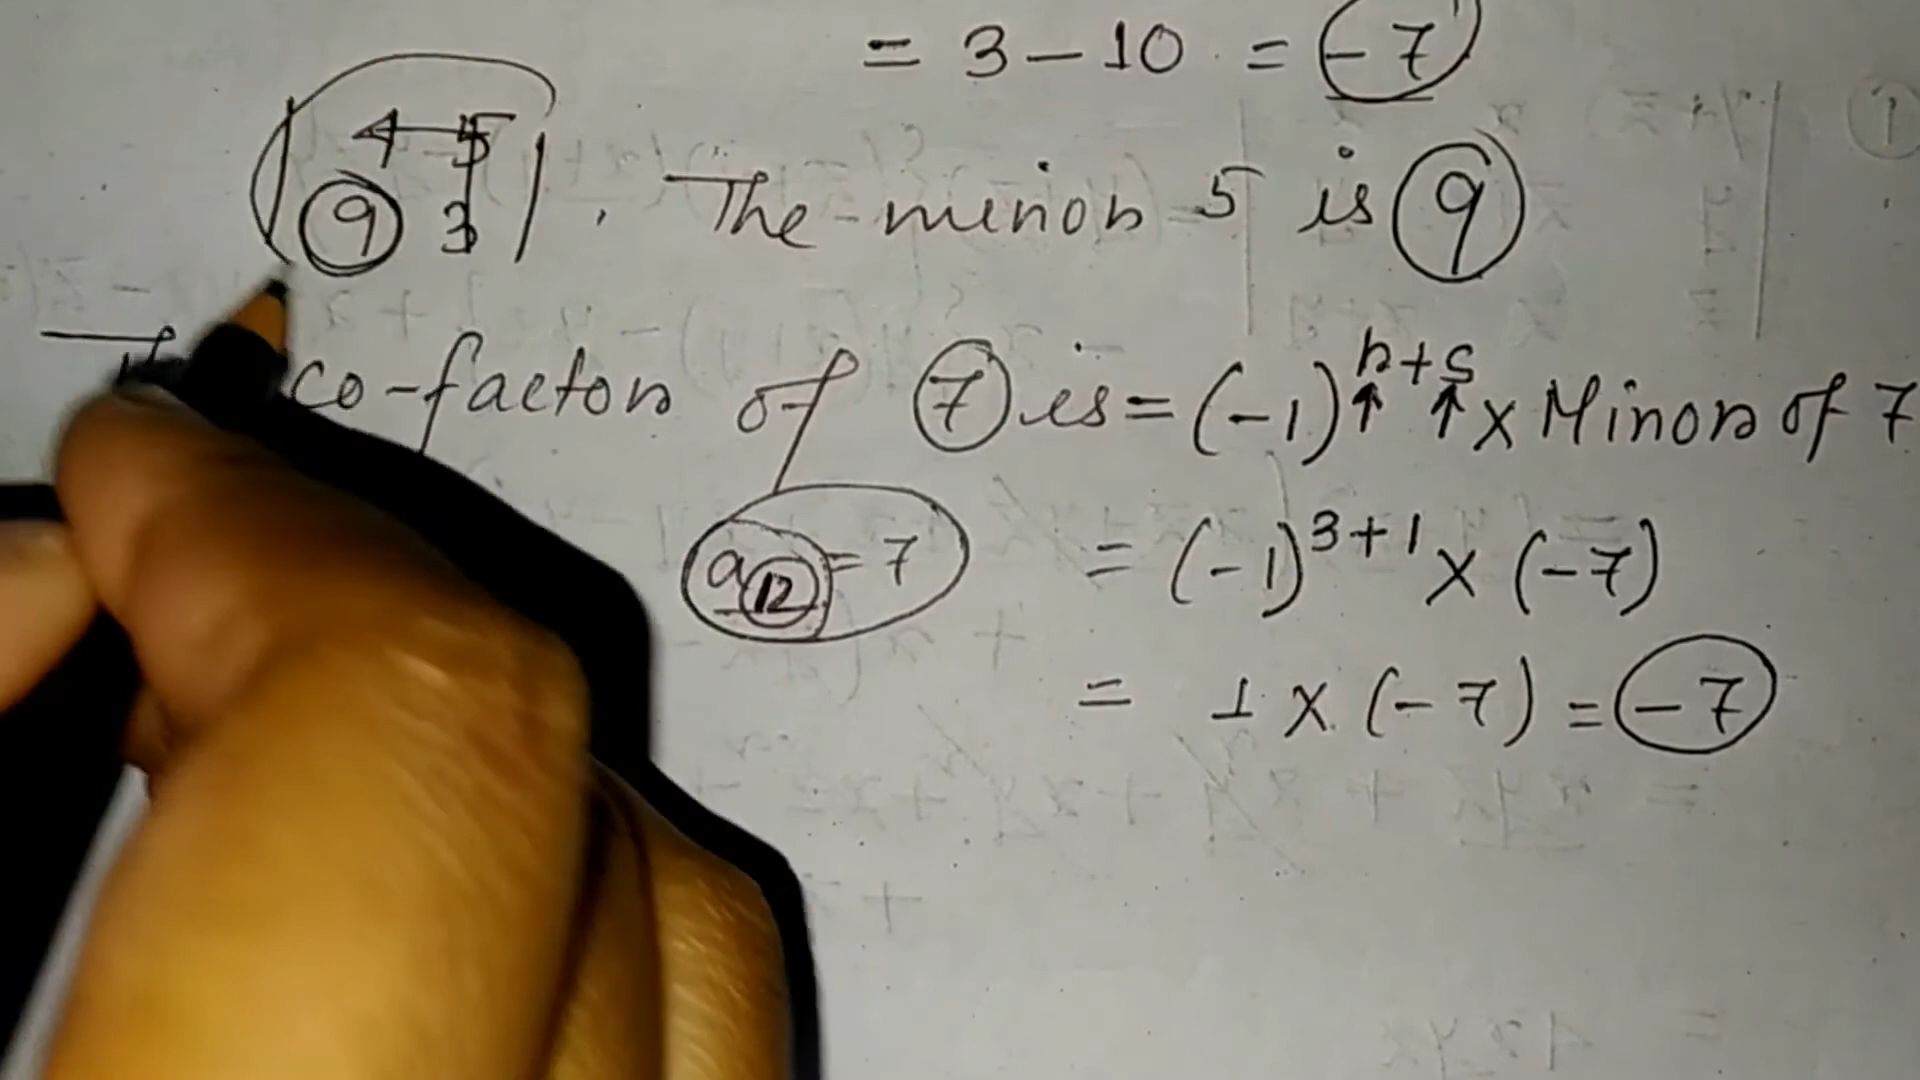 = 3 - 10 = -7
| 4 5 |
| 9 3 | . The minor 5 is 9
co-factor of 7 is = (-1)^r+s × Minor of 7
a12 = 7
= (-1)^3+1 × (-7)
= 1 × (-7) = -7